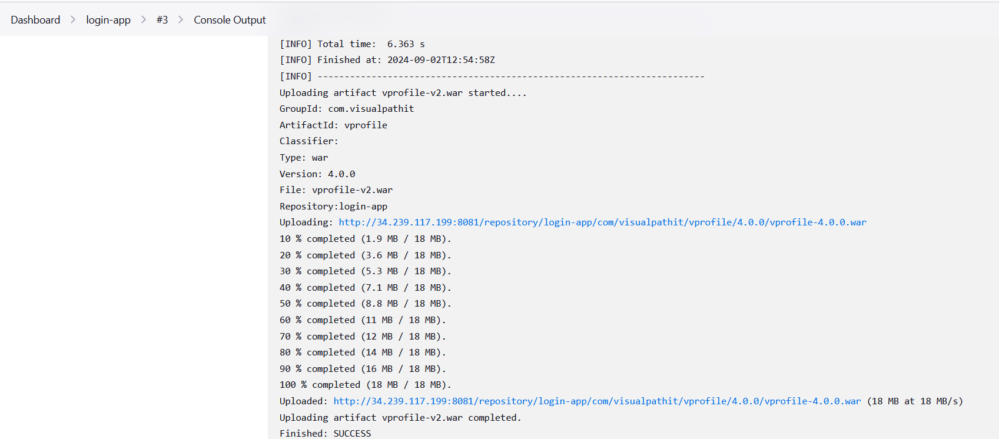 Dashboard > login-app > #3 > Console Output
[INFO] Total time:  6.363 s
[INFO] Finished at: 2024-09-02T12:54:58Z
[INFO] ------------------------------------------------------------------------
Uploading artifact vprofile-v2.war started....
GroupId: com.visualpathit
ArtifactId: vprofile
Classifier:
Type: war
Version: 4.0.0
File: vprofile-v2.war
Repository:login-app
Uploading: http://34.239.117.199:8081/repository/login-app/com/visualpathit/vprofile/4.0.0/vprofile-4.0.0.war
10 % completed (1.9 MB / 18 MB).
20 % completed (3.6 MB / 18 MB).
30 % completed (5.3 MB / 18 MB).
40 % completed (7.1 MB / 18 MB).
50 % completed (8.8 MB / 18 MB).
60 % completed (11 MB / 18 MB).
70 % completed (12 MB / 18 MB).
80 % completed (14 MB / 18 MB).
90 % completed (16 MB / 18 MB).
100 % completed (18 MB / 18 MB).
Uploaded: http://34.239.117.199:8081/repository/login-app/com/visualpathit/vprofile/4.0.0/vprofile-4.0.0.war (18 MB at 18 MB/s)
Uploading artifact vprofile-v2.war completed.
Finished: SUCCESS